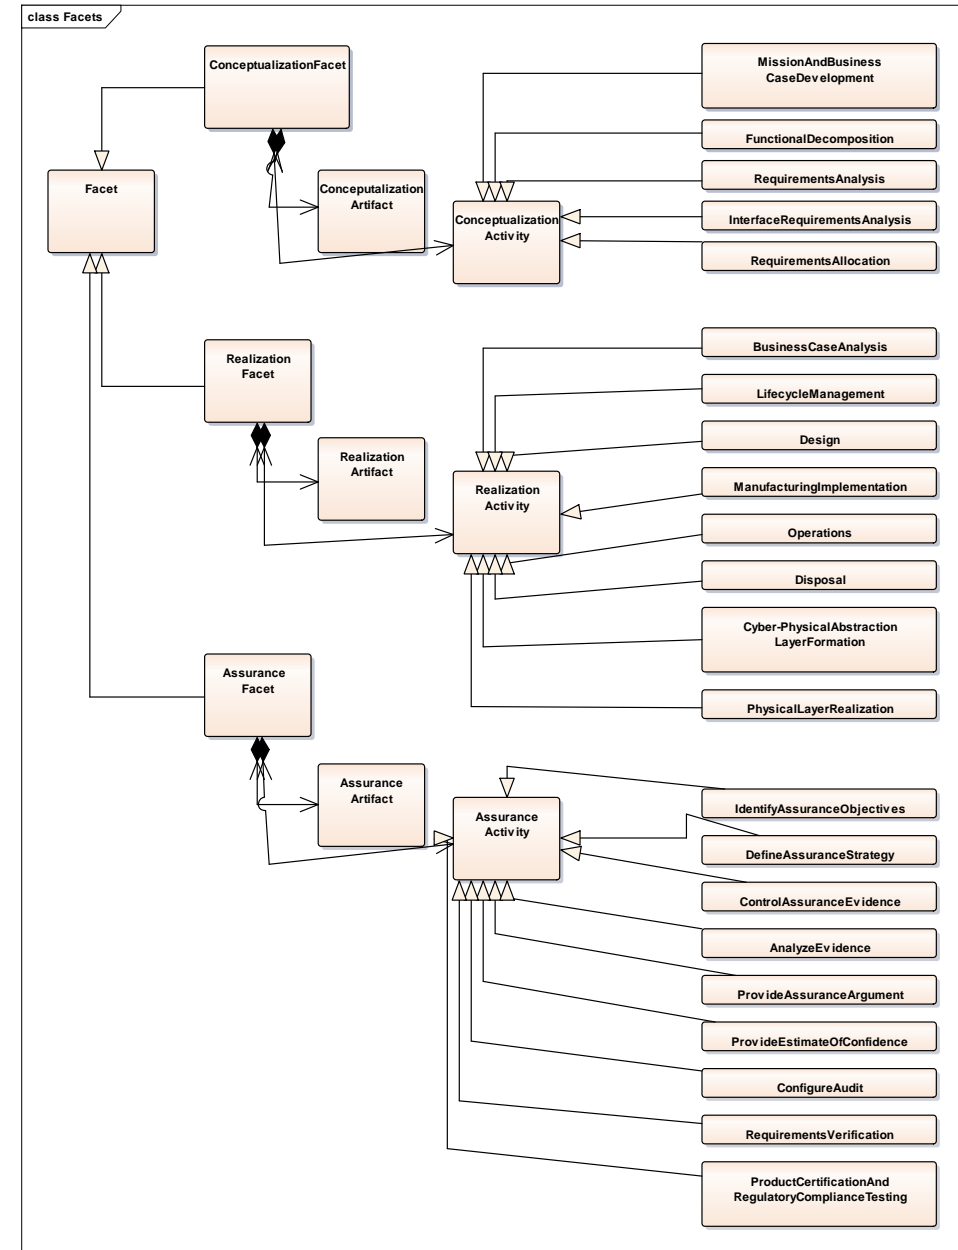 class Facets
ConceptualizationFacet
MissionAndBusiness
CaseDevelopment
FunctionalDecomposition
Facet
Conceputalization
Artifact
RequirementsAnalysis
Conceptualization
Activity
InterfaceRequirementsAnalysis
RequirementsAllocation
Realization
Facet
BusinessCaseAnalysis
LifecycleManagement
Realization
Artifact
Design
Realization
Activity
ManufacturingImplementation
Operations
Disposal
Cyber-PhysicalAbstraction
LayerFormation
Assurance
Facet
PhysicalLayerRealization
Assurance
Artifact
Assurance
Activity
IdentifyAssuranceObjectives
DefineAssuranceStrategy
ControlAssuranceEvidence
AnalyzeEvidence
ProvideAssuranceArgument
ProvideEstimateOfConfidence
ConfigureAudit
RequirementsVerification
ProductCertificationAnd
RegulatoryComplianceTesting